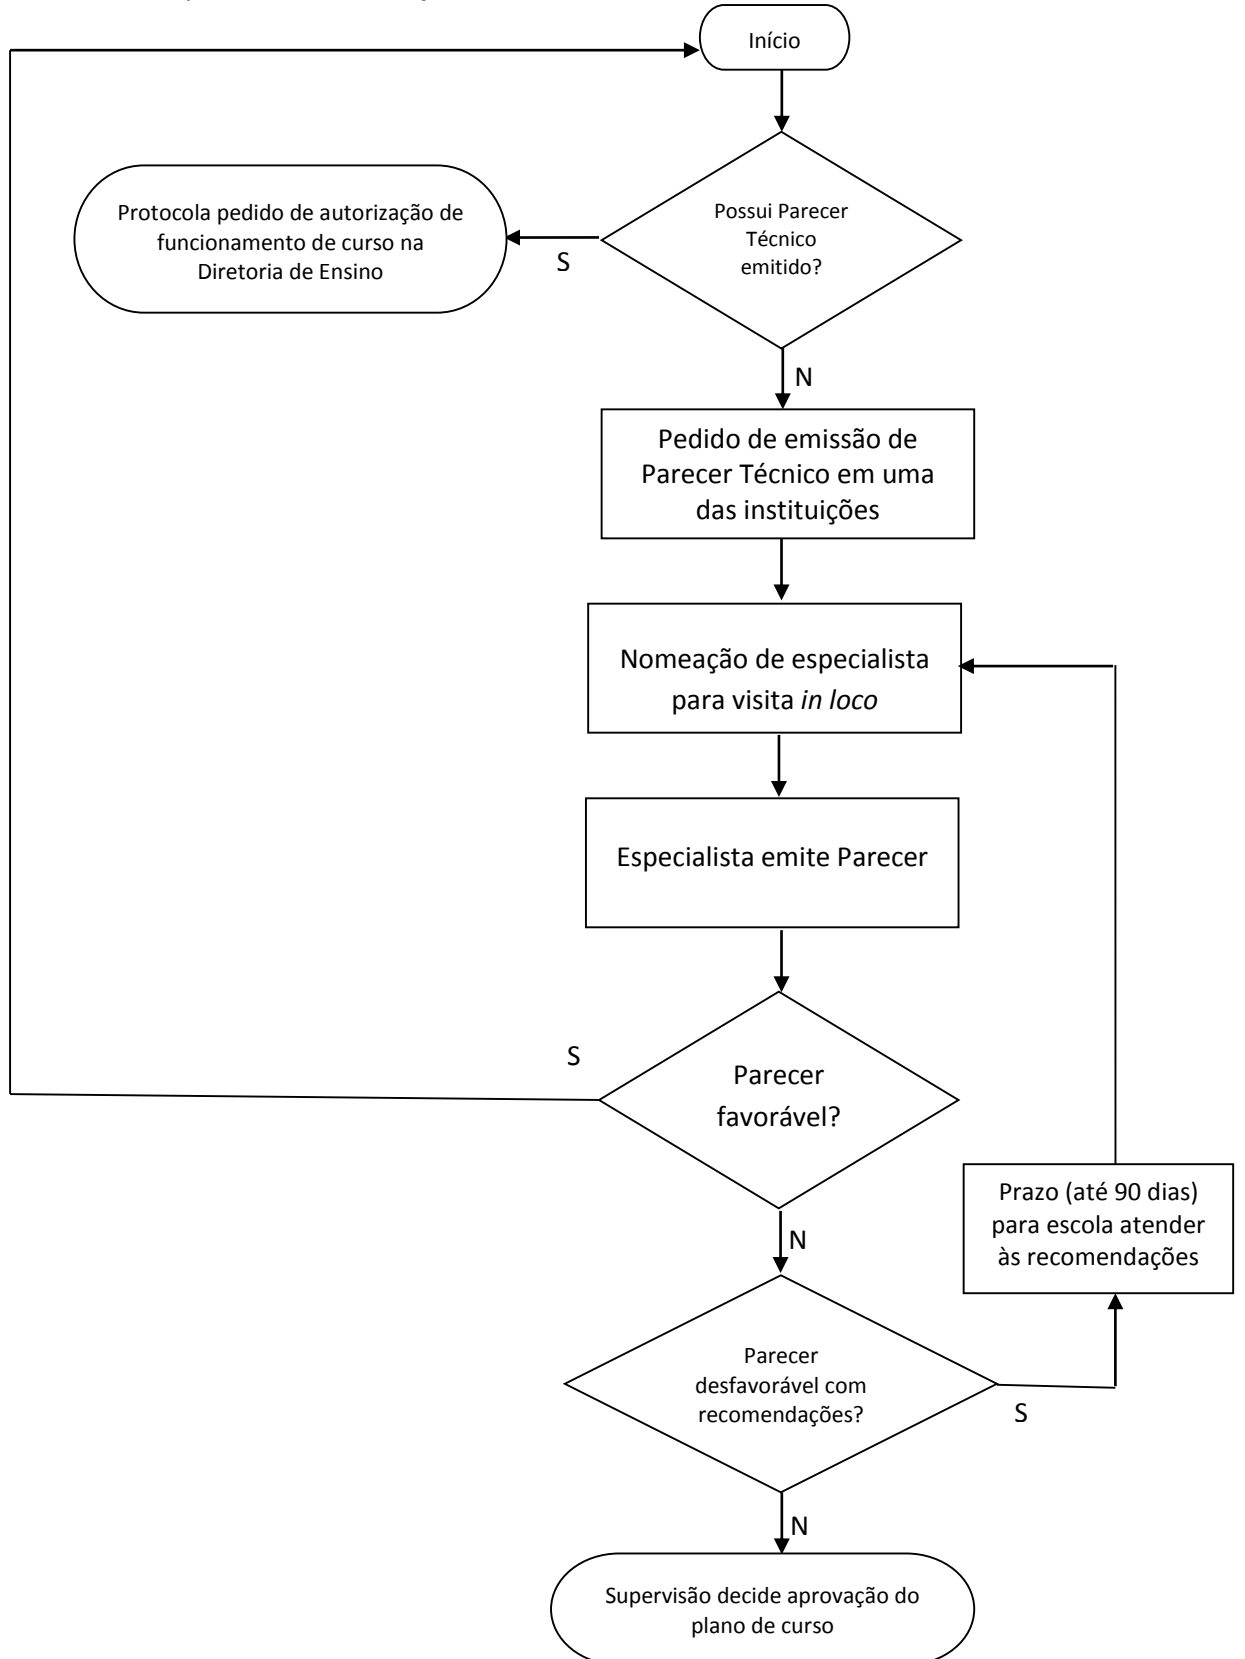 Início
Possui Parecer
Técnico
emitido?
Protocola pedido de autorização de
funcionamento de curso na
Diretoria de Ensino
S
N
Pedido de emissão de
Parecer Técnico em uma
das instituições
Nomeação de especialista
para visita in loco
Especialista emite Parecer
S
Parecer
favorável?
N
Prazo (até 90 dias)
para escola atender
às recomendações
Parecer
desfavorável com
recomendações?
S
N
Supervisão decide aprovação do
plano de curso